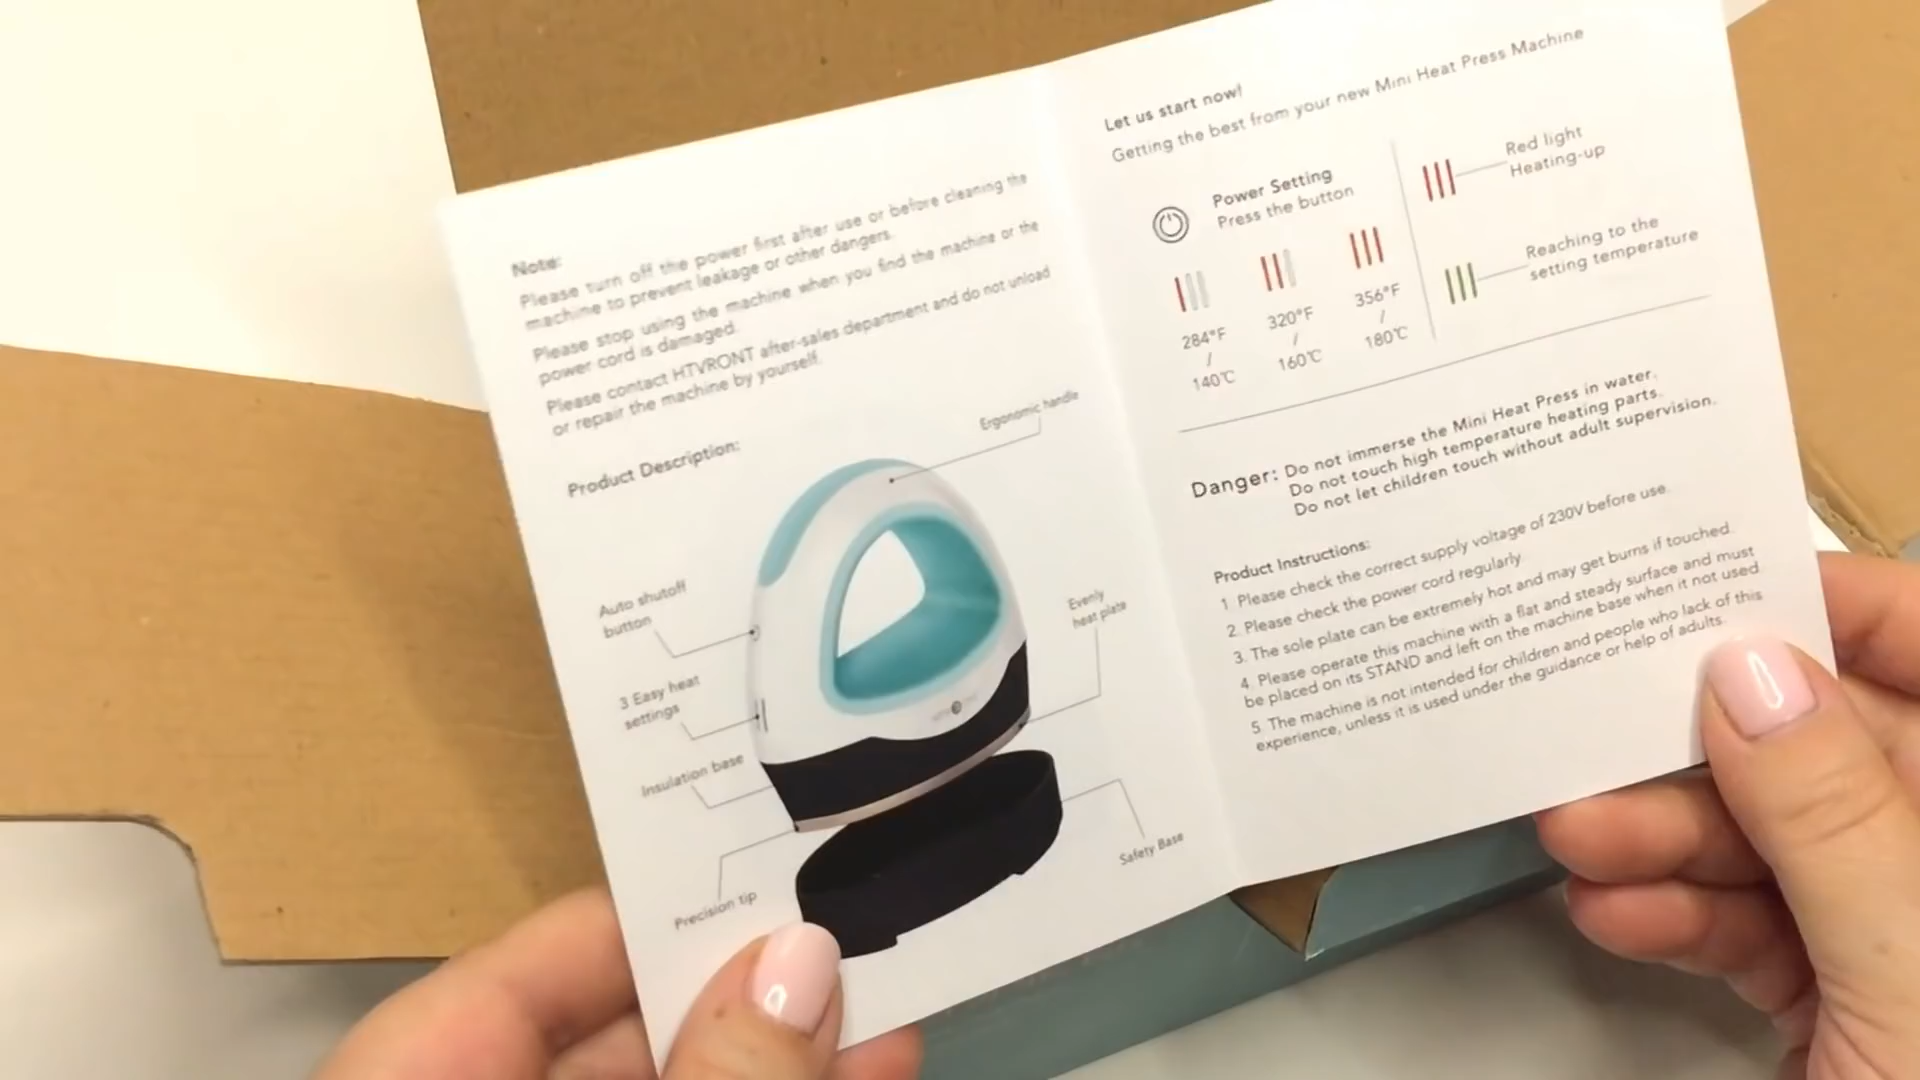 Note:
Please turn off the power first after use or before cleaning the
machine to prevent leakage or other dangers.
Please stop using the machine when you find the machine or the
power cord is damaged.
Please contact HTVRONT after-sales department and do not unload
or repair the machine by yourself.
Product Description:
Ergonomic handle
Auto shutoff
button
Evenly
heat plate
3 Easy heat
settings
Insulation base
Safety Base
Precision tip
Let us start now!
Getting the best from your new Mini Heat Press Machine
Power Setting
Press the button
284°F
/
140℃
320°F
/
160℃
356°F
/
180℃
Red light
Heating-up
Reaching to the
setting temperature
Danger: Do not immerse the Mini Heat Press in water.
Do not touch high temperature heating parts.
Do not let children touch without adult supervision.
Product Instructions:
1. Please check the correct supply voltage of 230V before use.
2. Please check the power cord regularly.
3. The sole plate can be extremely hot and may get burns if touched.
4. Please operate this machine with a flat and steady surface and must
be placed on its STAND and left on the machine base when it not used.
5. The machine is not intended for children and people who lack of this
experience, unless it is used under the guidance or help of adults.